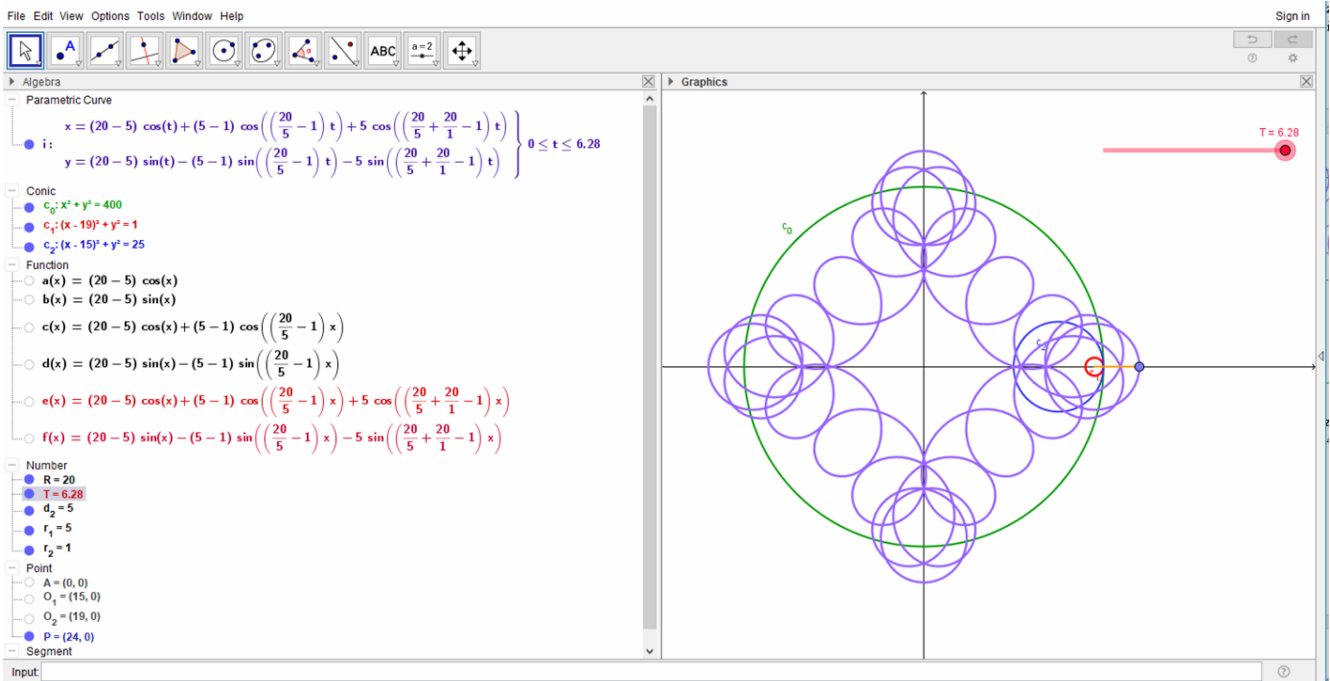 File Edit View Options Tools Window Help
Sign in
A
α
ABC
a=2
Algebra
Graphics
Parametric Curve
i: x = (20 – 5) cos(t) + (5 – 1) cos((20/5 – 1) t) + 5 cos((20/5 + 20/1 – 1) t)
y = (20 – 5) sin(t) – (5 – 1) sin((20/5 – 1) t) – 5 sin((20/5 + 20/1 – 1) t)
0 ≤ t ≤ 6.28
Conic
c₀: x² + y² = 400
c₁: (x - 19)² + y² = 1
c₂: (x - 15)² + y² = 25
Function
a(x) = (20 – 5) cos(x)
b(x) = (20 – 5) sin(x)
c(x) = (20 – 5) cos(x) + (5 – 1) cos((20/5 – 1) x)
d(x) = (20 – 5) sin(x) – (5 – 1) sin((20/5 – 1) x)
e(x) = (20 – 5) cos(x) + (5 – 1) cos((20/5 – 1) x) + 5 cos((20/5 + 20/1 – 1) x)
f(x) = (20 – 5) sin(x) – (5 – 1) sin((20/5 – 1) x) – 5 sin((20/5 + 20/1 – 1) x)
Number
R = 20
T = 6.28
d₂ = 5
r₁ = 5
r₂ = 1
Point
A = (0, 0)
O₁ = (15, 0)
O₂ = (19, 0)
P = (24, 0)
Segment
T = 6.28
c₀
Input: